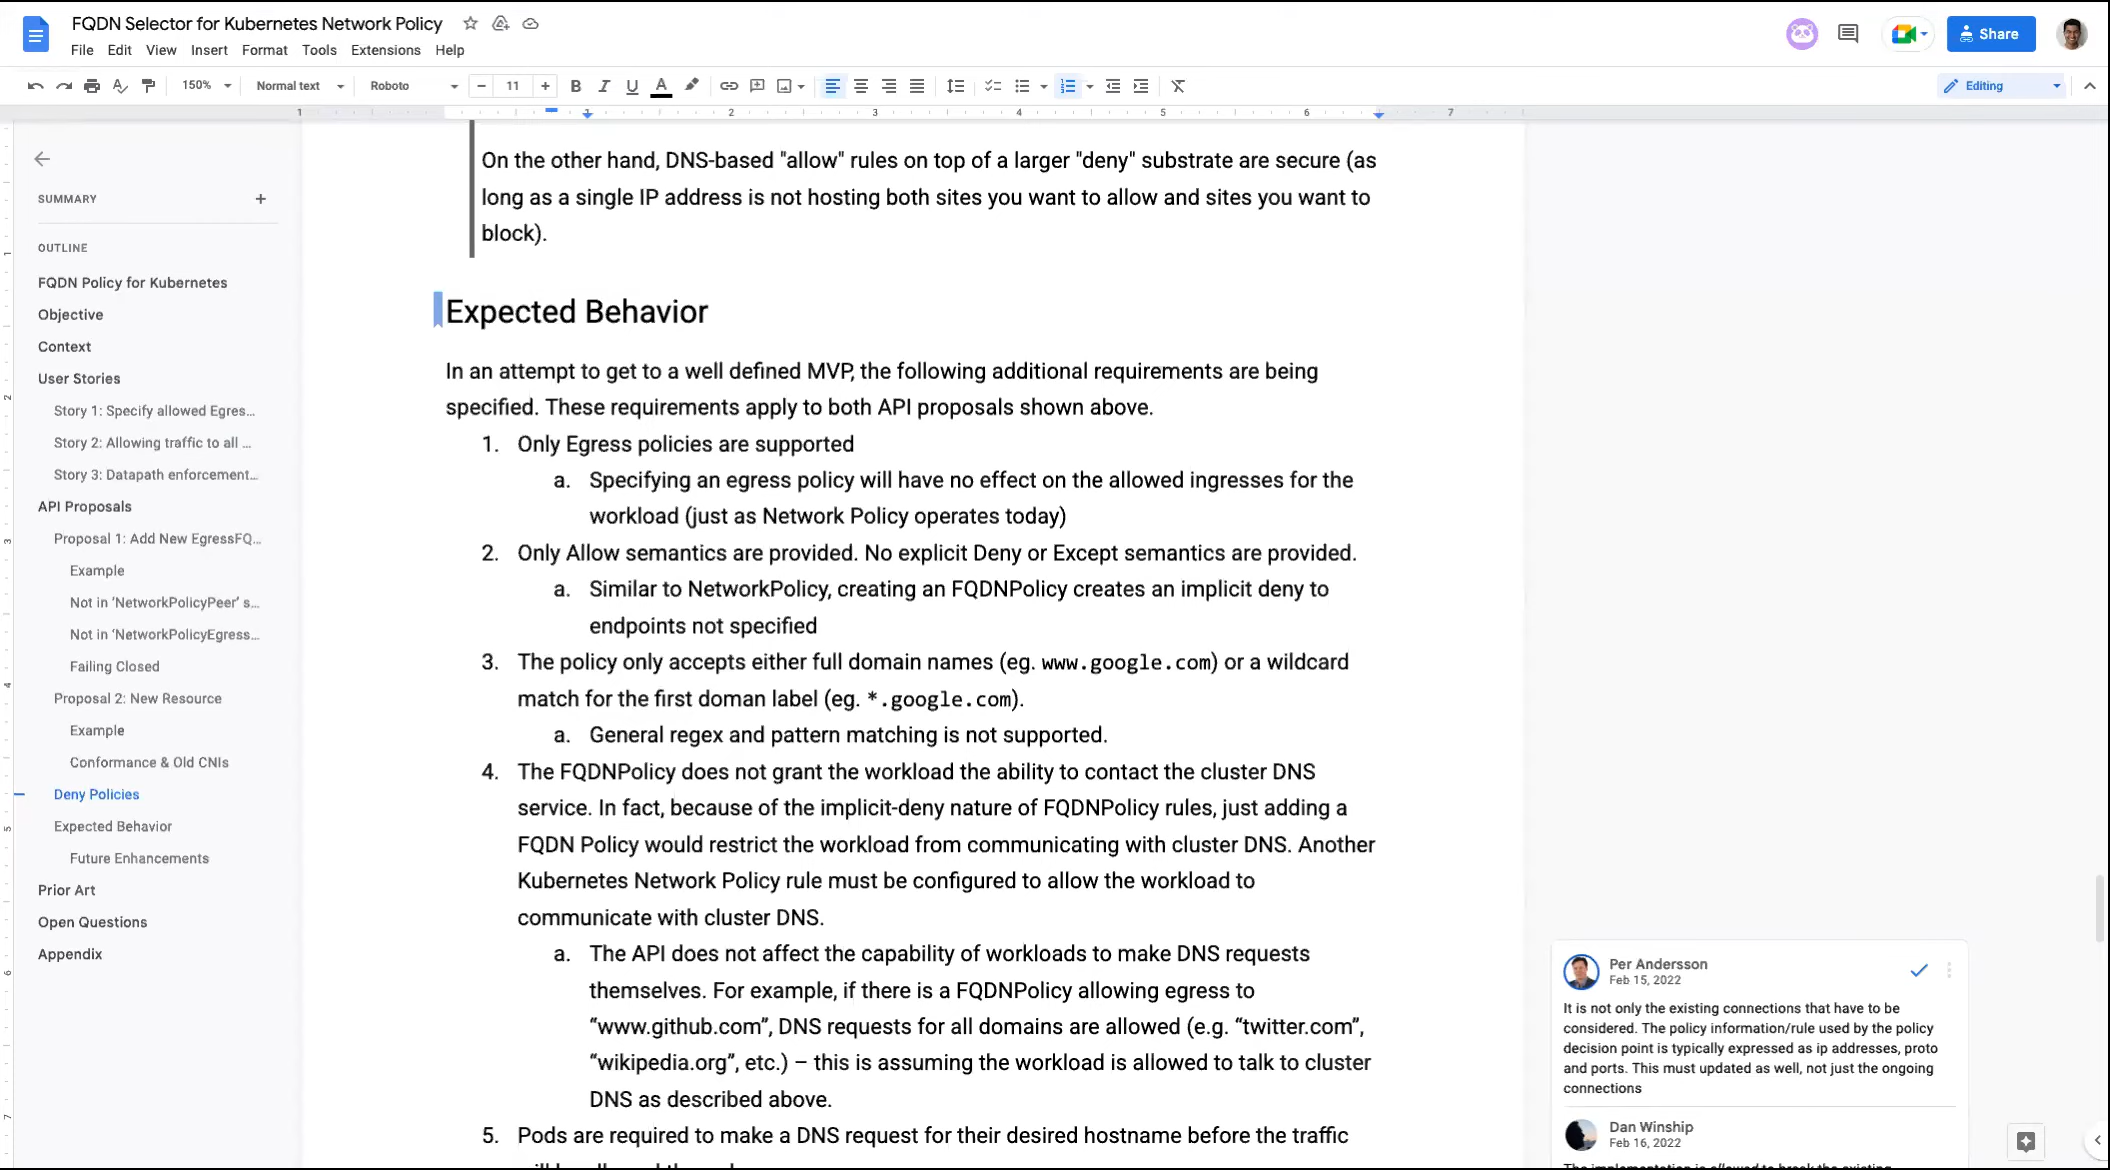 FQDN Selector for Kubernetes Network Policy
File Edit View Insert Format Tools Extensions Help
Share
150% Normal text Roboto 11 Editing
1 1 2 3 4 5 6 7
SUMMARY
OUTLINE
FQDN Policy for Kubernetes
Objective
Context
User Stories
Story 1: Specify allowed Egres...
Story 2: Allowing traffic to all ...
Story 3: Datapath enforcement...
API Proposals
Proposal 1: Add New EgressFQ...
Example
Not in ‘NetworkPolicyPeer’ s...
Not in ‘NetworkPolicyEgress...
Failing Closed
Proposal 2: New Resource
Example
Conformance & Old CNIs
Deny Policies
Expected Behavior
Future Enhancements
Prior Art
Open Questions
Appendix
On the other hand, DNS-based "allow" rules on top of a larger "deny" substrate are secure (as
long as a single IP address is not hosting both sites you want to allow and sites you want to
block).
Expected Behavior
In an attempt to get to a well defined MVP, the following additional requirements are being
specified. These requirements apply to both API proposals shown above.
1. Only Egress policies are supported
a. Specifying an egress policy will have no effect on the allowed ingresses for the
workload (just as Network Policy operates today)
2. Only Allow semantics are provided. No explicit Deny or Except semantics are provided.
a. Similar to NetworkPolicy, creating an FQDNPolicy creates an implicit deny to
endpoints not specified
3. The policy only accepts either full domain names (eg. www.google.com) or a wildcard
match for the first doman label (eg. *.google.com).
a. General regex and pattern matching is not supported.
4. The FQDNPolicy does not grant the workload the ability to contact the cluster DNS
service. In fact, because of the implicit-deny nature of FQDNPolicy rules, just adding a
FQDN Policy would restrict the workload from communicating with cluster DNS. Another
Kubernetes Network Policy rule must be configured to allow the workload to
communicate with cluster DNS.
a. The API does not affect the capability of workloads to make DNS requests
themselves. For example, if there is a FQDNPolicy allowing egress to
“www.github.com”, DNS requests for all domains are allowed (e.g. “twitter.com”,
“wikipedia.org”, etc.) – this is assuming the workload is allowed to talk to cluster
DNS as described above.
5. Pods are required to make a DNS request for their desired hostname before the traffic
Per Andersson
Feb 15, 2022
It is not only the existing connections that have to be
considered. The policy information/rule used by the policy
decision point is typically expressed as ip addresses, proto
and ports. This must updated as well, not just the ongoing
connections
Dan Winship
Feb 16, 2022